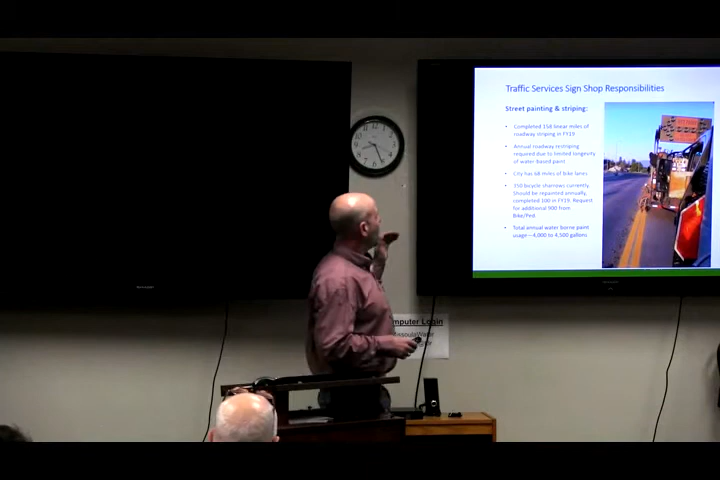 Traffic Services Sign Shop Responsibilities
Street painting & striping:
• Completed 158 linear miles of
roadway striping in FY19
• Annual roadway restriping
required due to limited longevity
of water-based paint
• City has 68 miles of bike lanes
bicycle sharrows currently.
Should be repainted annually,
completed 100 in FY19. Request
for additional 900 from
Bike/Ped.
• Total annual water borne paint
usage—4,000 to 4,500 gallons
mputer Login